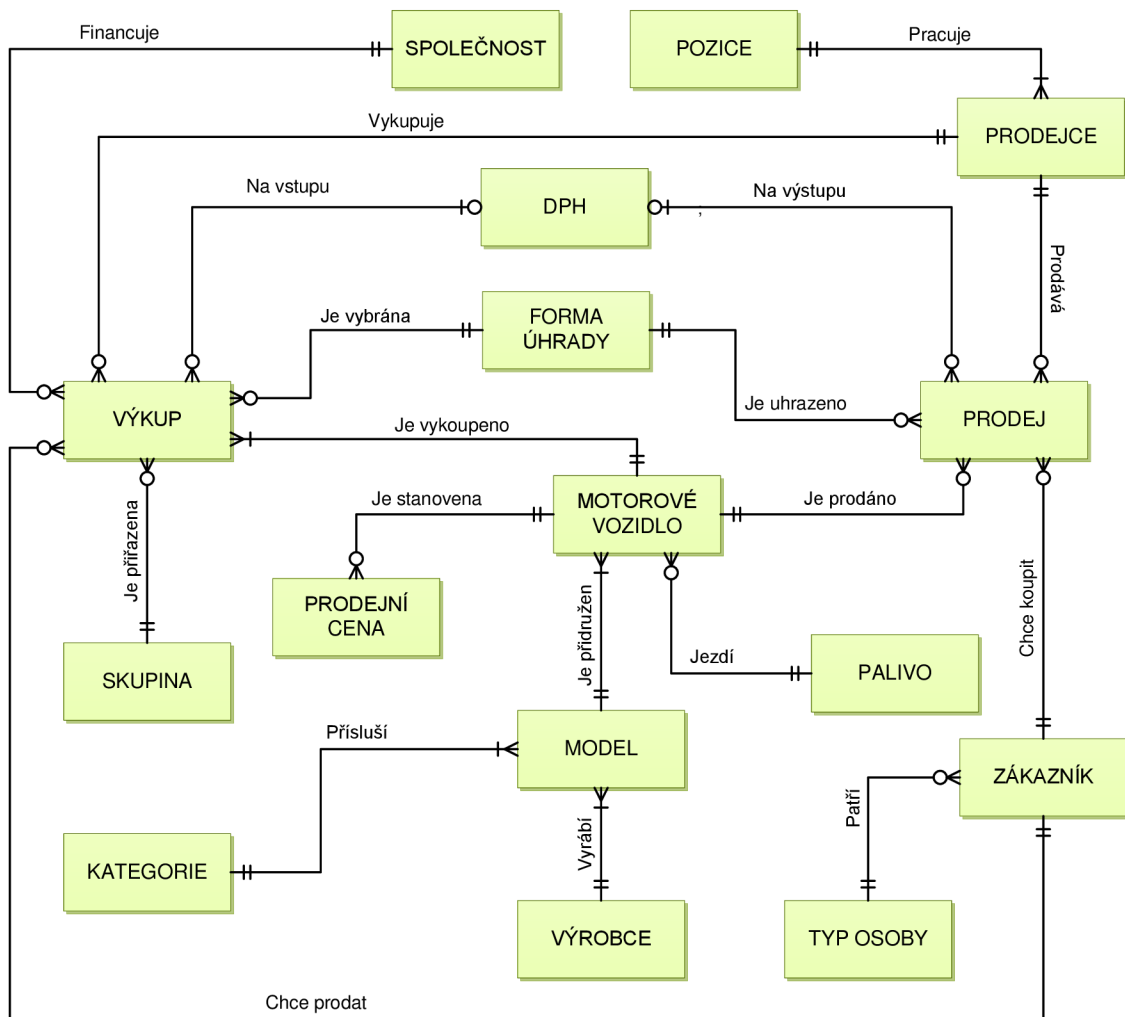 Financuje
SPOLEČNOST
POZICE
Pracuje
Vykupuje
PRODEJCE
Na vstupu
DPH
Na výstupu
;
Prodává
Je vybrána
FORMA
ÚHRADY
VÝKUP
Je uhrazeno
PRODEJ
Je vykoupeno
Je stanovena
MOTOROVÉ
VOZIDLO
Je prodáno
Je přiřazena
PRODEJNÍ
CENA
Je přidružen
Chce koupit
SKUPINA
Jezdí
PALIVO
Přísluší
MODEL
ZÁKAZNÍK
Patří
KATEGORIE
Vyrábí
VÝROBCE
TYP OSOBY
Chce prodat